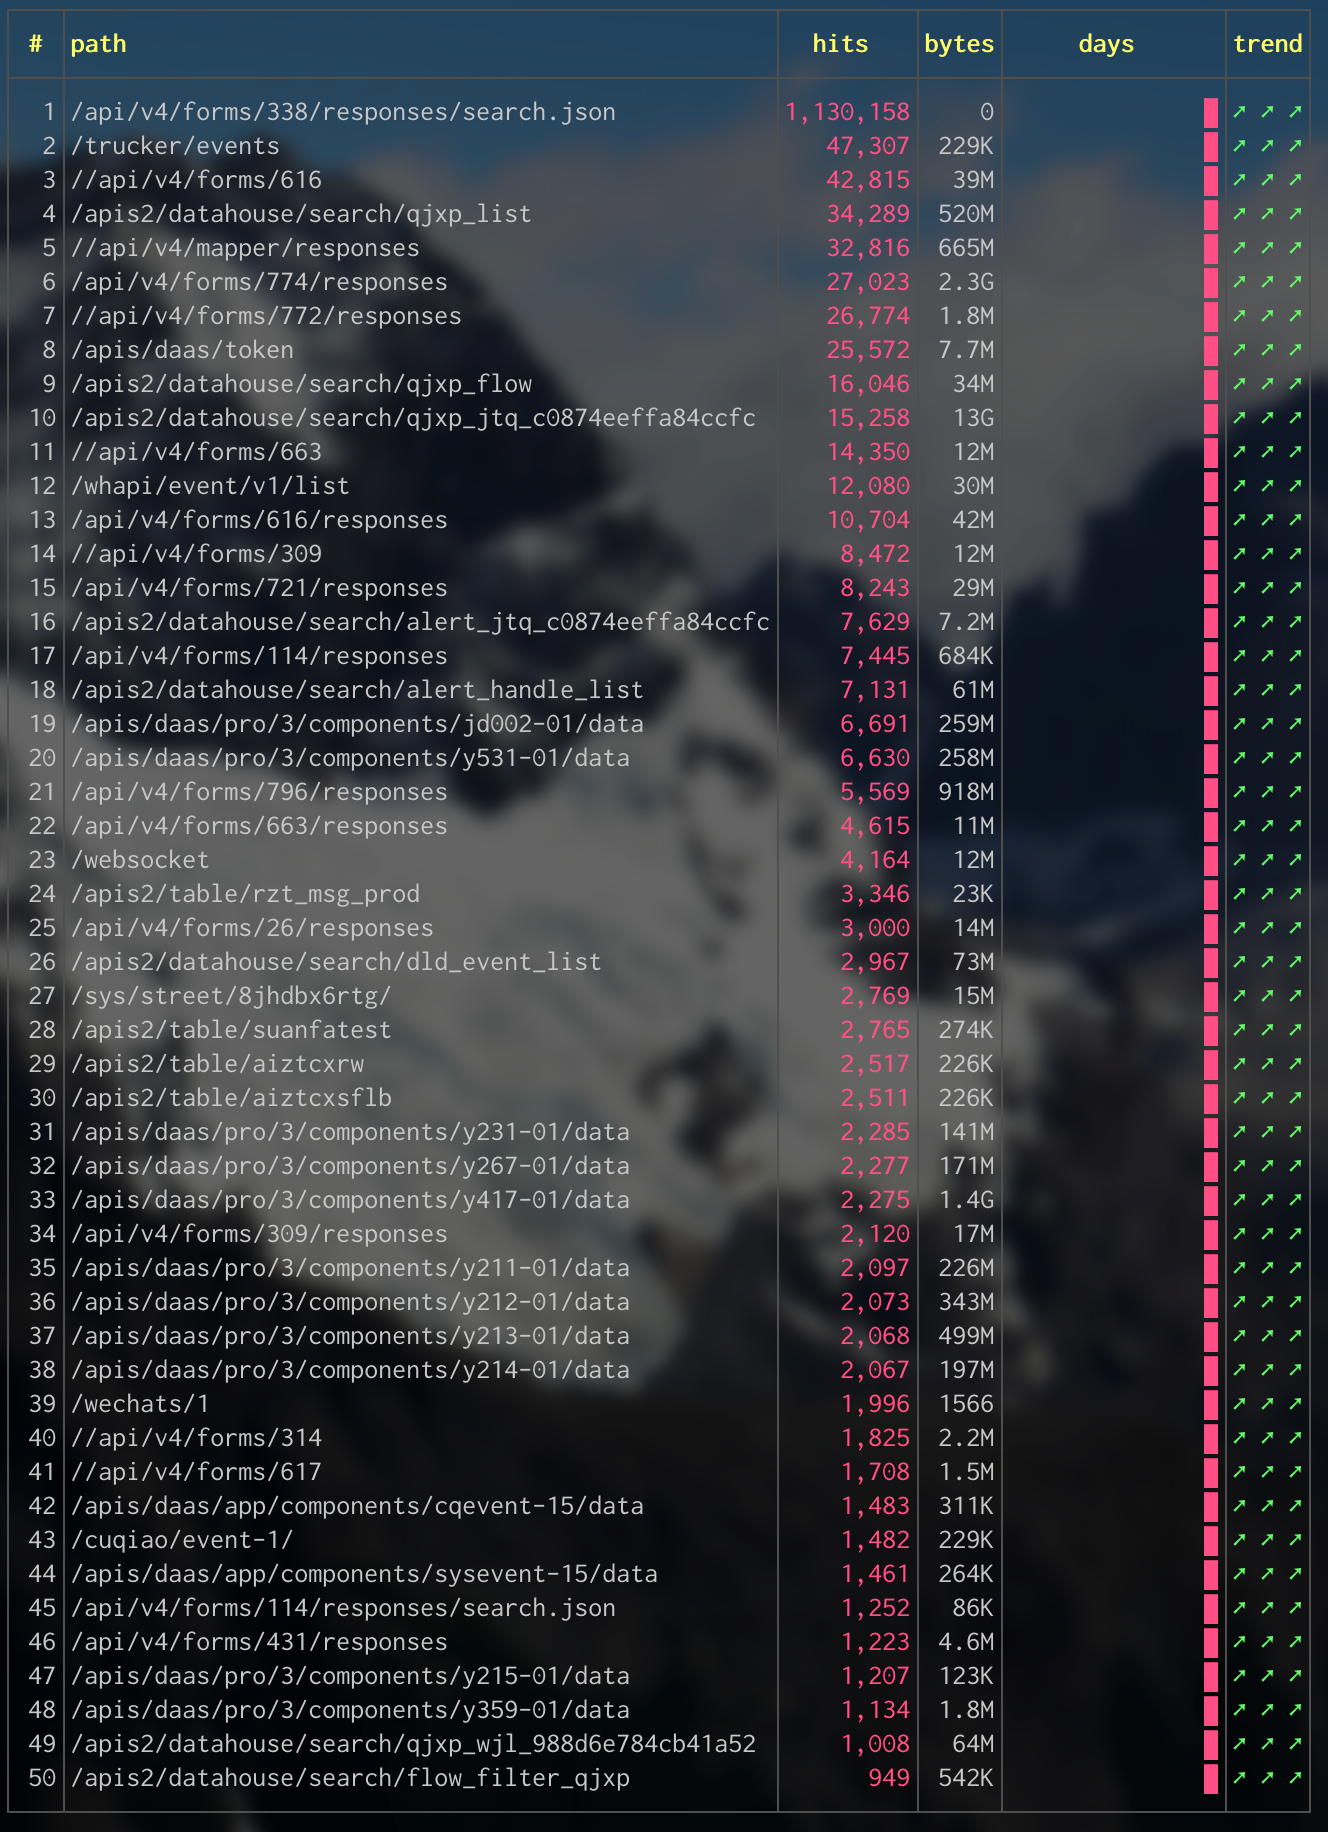 # path hits bytes days trend
1 /api/v4/forms/338/responses/search.json 1,130,158 0 ➚ ➚ ➚
2 /trucker/events 47,307 229K ➚ ➚ ➚
3 //api/v4/forms/616 42,815 39M ➚ ➚ ➚
4 /apis2/datahouse/search/qjxp_list 34,289 520M ➚ ➚ ➚
5 //api/v4/mapper/responses 32,816 665M ➚ ➚ ➚
6 /api/v4/forms/774/responses 27,023 2.3G ➚ ➚ ➚
7 //api/v4/forms/772/responses 26,774 1.8M ➚ ➚ ➚
8 /apis/daas/token 25,572 7.7M ➚ ➚ ➚
9 /apis2/datahouse/search/qjxp_flow 16,046 34M ➚ ➚ ➚
10 /apis2/datahouse/search/qjxp_jtq_c0874eeffa84ccfc 15,258 13G ➚ ➚ ➚
11 //api/v4/forms/663 14,350 12M ➚ ➚ ➚
12 /whapi/event/v1/list 12,080 30M ➚ ➚ ➚
13 /api/v4/forms/616/responses 10,704 42M ➚ ➚ ➚
14 //api/v4/forms/309 8,472 12M ➚ ➚ ➚
15 /api/v4/forms/721/responses 8,243 29M ➚ ➚ ➚
16 /apis2/datahouse/search/alert_jtq_c0874eeffa84ccfc 7,629 7.2M ➚ ➚ ➚
17 /api/v4/forms/114/responses 7,445 684K ➚ ➚ ➚
18 /apis2/datahouse/search/alert_handle_list 7,131 61M ➚ ➚ ➚
19 /apis/daas/pro/3/components/jd002-01/data 6,691 259M ➚ ➚ ➚
20 /apis/daas/pro/3/components/y531-01/data 6,630 258M ➚ ➚ ➚
21 /api/v4/forms/796/responses 5,569 918M ➚ ➚ ➚
22 /api/v4/forms/663/responses 4,615 11M ➚ ➚ ➚
23 /websocket 4,164 12M ➚ ➚ ➚
24 /apis2/table/rzt_msg_prod 3,346 23K ➚ ➚ ➚
25 /api/v4/forms/26/responses 3,000 14M ➚ ➚ ➚
26 /apis2/datahouse/search/dld_event_list 2,967 73M ➚ ➚ ➚
27 /sys/street/8jhdbx6rtg/ 2,769 15M ➚ ➚ ➚
28 /apis2/table/suanfatest 2,765 274K ➚ ➚ ➚
29 /apis2/table/aiztcxrw 2,517 226K ➚ ➚ ➚
30 /apis2/table/aiztcxsflb 2,511 226K ➚ ➚ ➚
31 /apis/daas/pro/3/components/y231-01/data 2,285 141M ➚ ➚ ➚
32 /apis/daas/pro/3/components/y267-01/data 2,277 171M ➚ ➚ ➚
33 /apis/daas/pro/3/components/y417-01/data 2,275 1.4G ➚ ➚ ➚
34 /api/v4/forms/309/responses 2,120 17M ➚ ➚ ➚
35 /apis/daas/pro/3/components/y211-01/data 2,097 226M ➚ ➚ ➚
36 /apis/daas/pro/3/components/y212-01/data 2,073 343M ➚ ➚ ➚
37 /apis/daas/pro/3/components/y213-01/data 2,068 499M ➚ ➚ ➚
38 /apis/daas/pro/3/components/y214-01/data 2,067 197M ➚ ➚ ➚
39 /wechats/1 1,996 1566 ➚ ➚ ➚
40 //api/v4/forms/314 1,825 2.2M ➚ ➚ ➚
41 //api/v4/forms/617 1,708 1.5M ➚ ➚ ➚
42 /apis/daas/app/components/cqevent-15/data 1,483 311K ➚ ➚ ➚
43 /cuqiao/event-1/ 1,482 229K ➚ ➚ ➚
44 /apis/daas/app/components/sysevent-15/data 1,461 264K ➚ ➚ ➚
45 /api/v4/forms/114/responses/search.json 1,252 86K ➚ ➚ ➚
46 /api/v4/forms/431/responses 1,223 4.6M ➚ ➚ ➚
47 /apis/daas/pro/3/components/y215-01/data 1,207 123K ➚ ➚ ➚
48 /apis/daas/pro/3/components/y359-01/data 1,134 1.8M ➚ ➚ ➚
49 /apis2/datahouse/search/qjxp_wjl_988d6e784cb41a52 1,008 64M ➚ ➚ ➚
50 /apis2/datahouse/search/flow_filter_qjxp 949 542K ➚ ➚ ➚